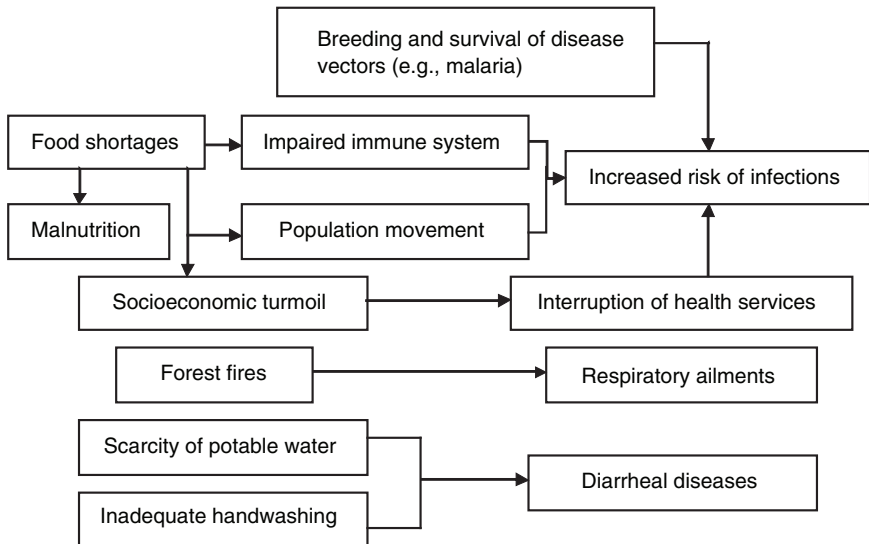 Breeding and survival of disease
vectors (e.g., malaria)
Food shortages
Impaired immune system
Increased risk of infections
Malnutrition
Population movement
Socioeconomic turmoil
Interruption of health services
Forest fires
Respiratory ailments
Scarcity of potable water
Diarrheal diseases
Inadequate handwashing